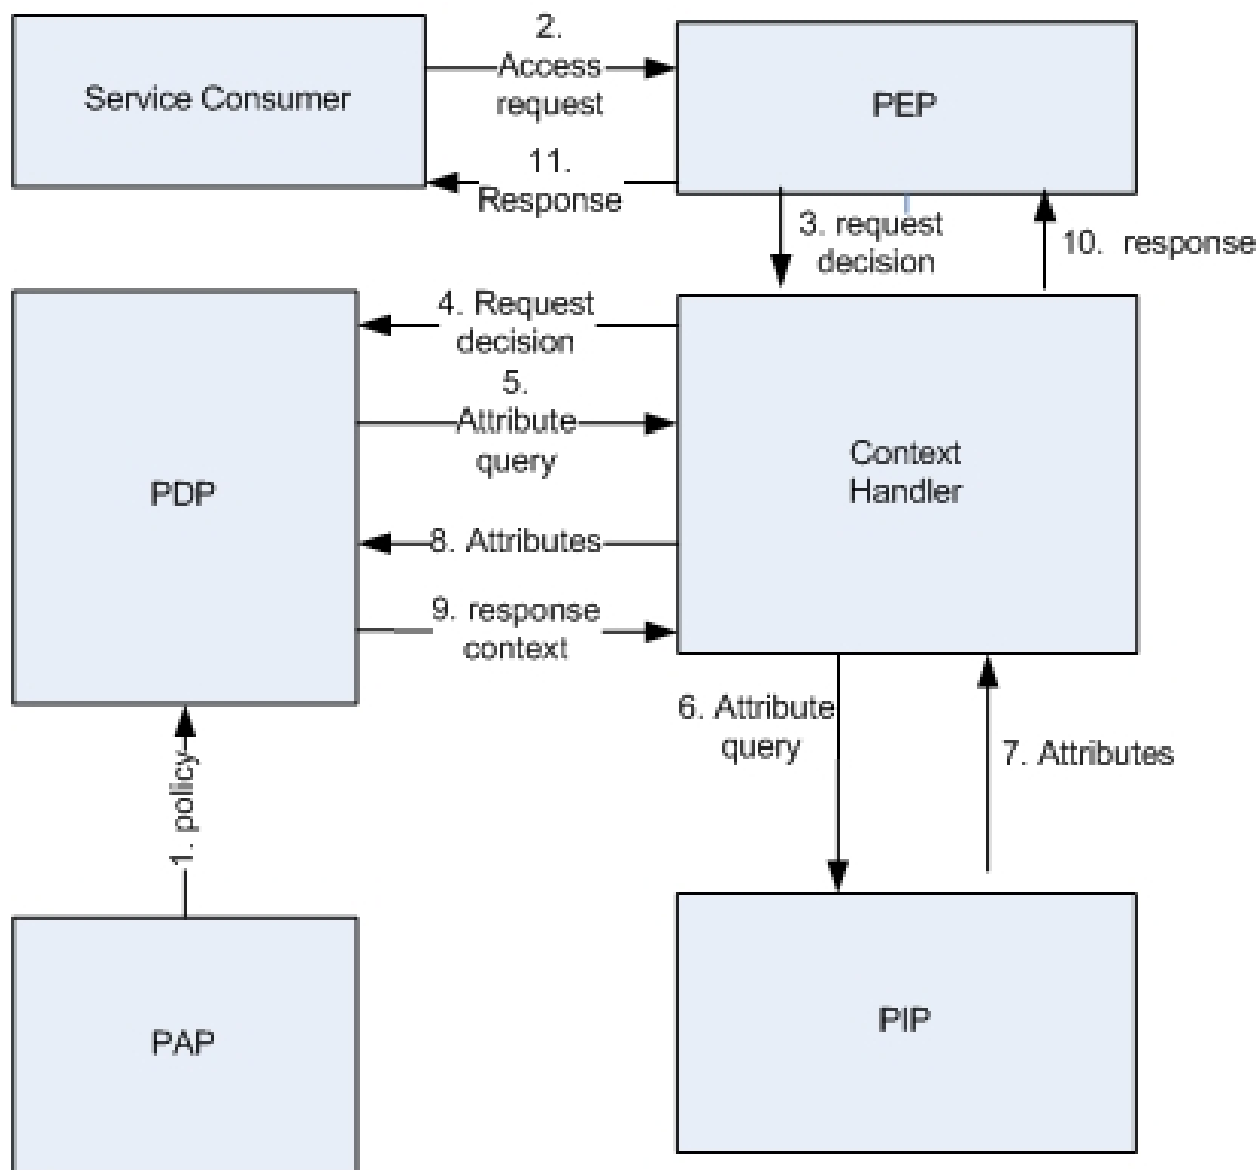 Service Consumer
2.
Access
request
PEP
11.
Response
3. request
decision
10. response
4. Request
decision
5.
Attribute
query
PDP
Context
Handler
8. Attributes
9. response
context
6. Attribute
query
7. Attributes
1. policy
PAP
PIP